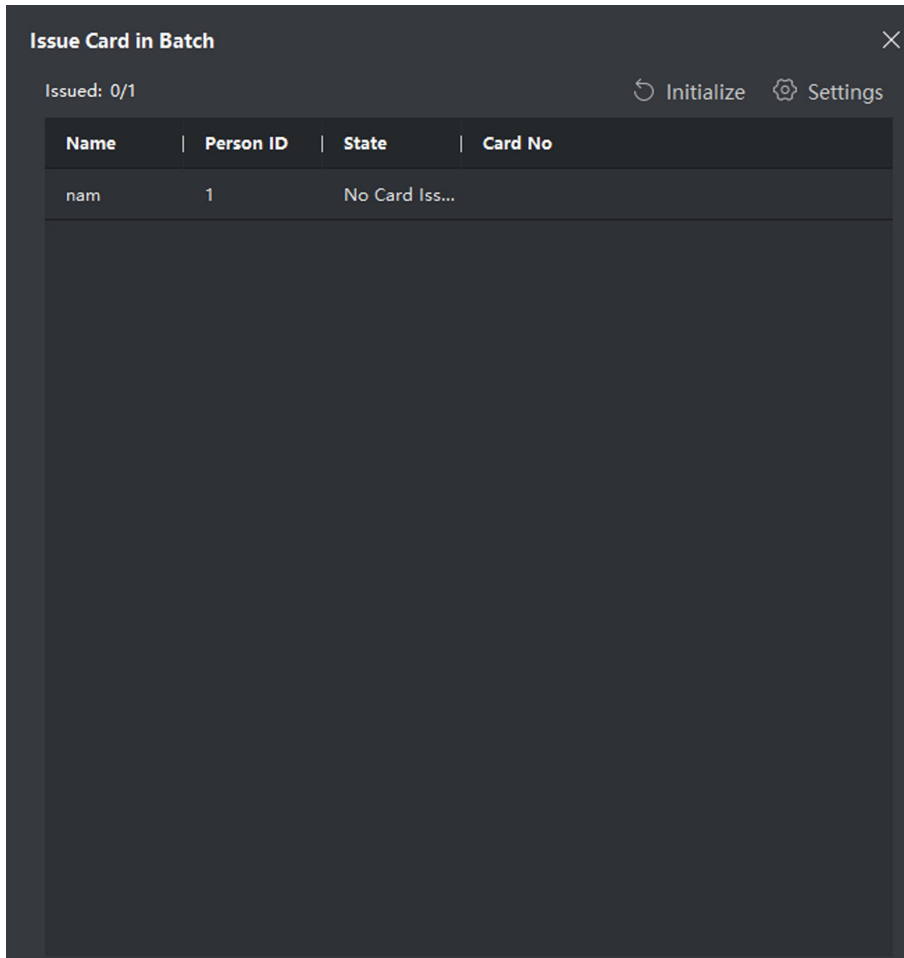 Issue Card in Batch
Issued: 0/1 Initialize Settings
Name | Person ID | State | Card No
nam 1 No Card Iss...